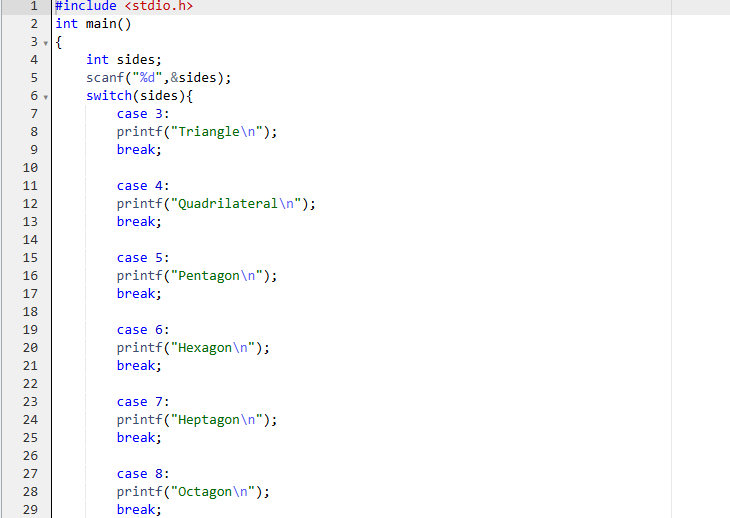 1 #include <stdio.h>
2 int main()
3 {
4 int sides;
5 scanf("%d",&sides);
6 switch(sides){
7 case 3:
8 printf("Triangle\n");
9 break;
10
11 case 4:
12 printf("Quadrilateral\n");
13 break;
14
15 case 5:
16 printf("Pentagon\n");
17 break;
18
19 case 6:
20 printf("Hexagon\n");
21 break;
22
23 case 7:
24 printf("Heptagon\n");
25 break;
26
27 case 8:
28 printf("Octagon\n");
29 break;